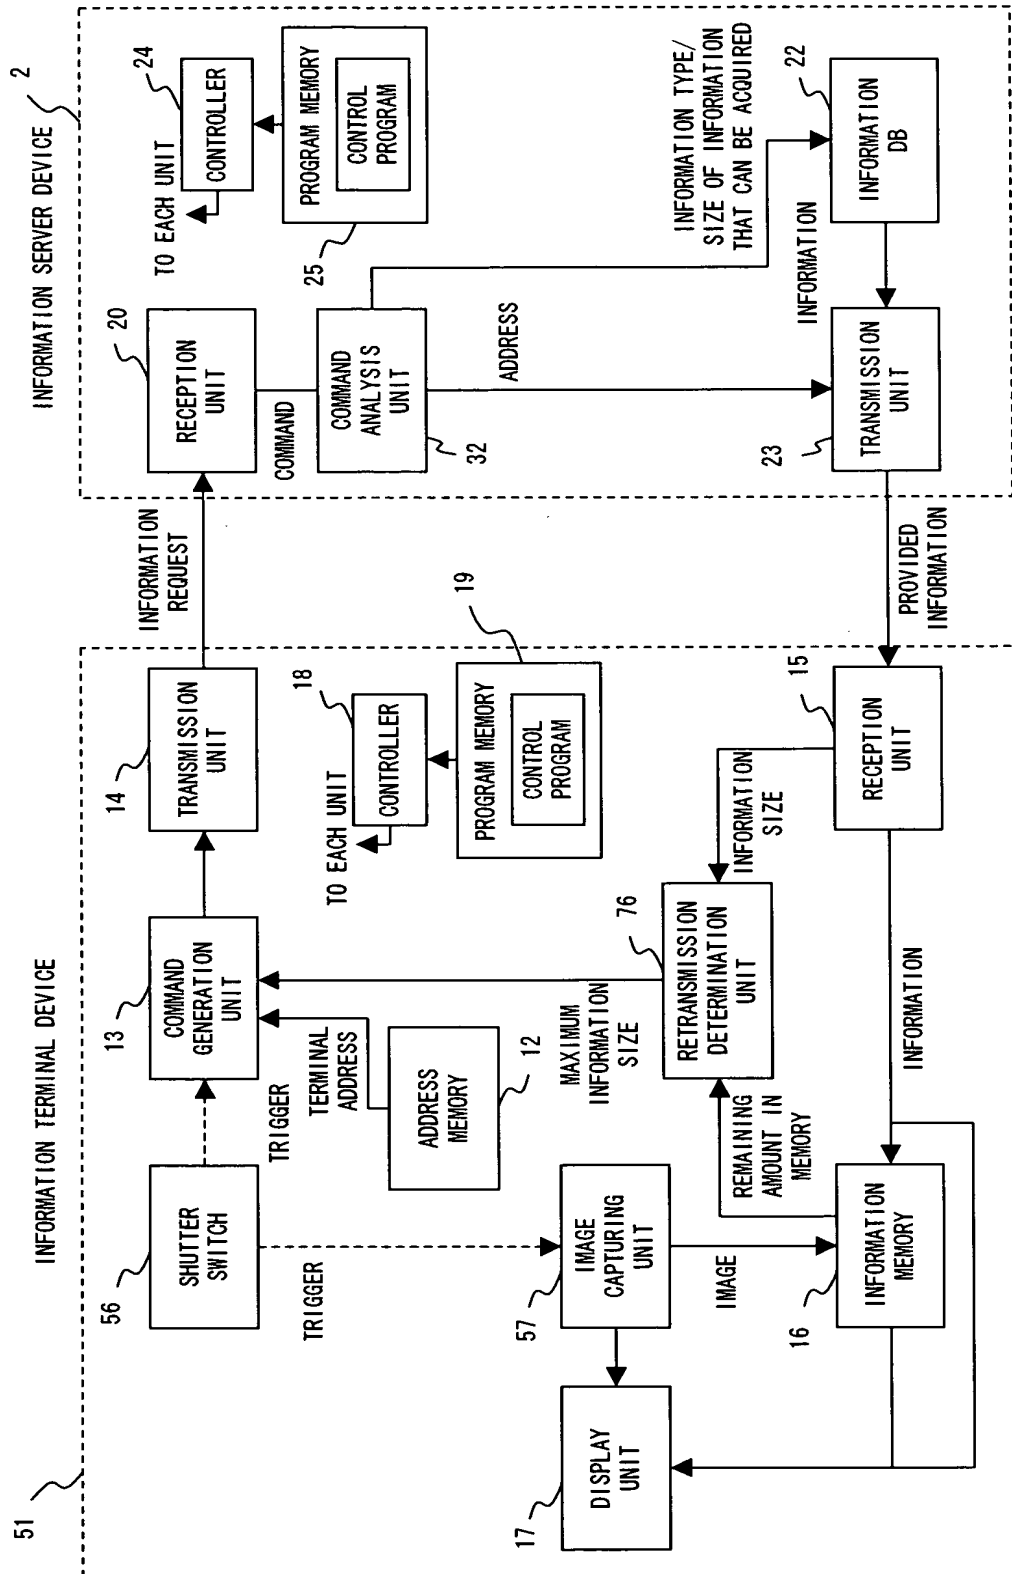 INFORMATION TERMINAL DEVICE
51
INFORMATION SERVER DEVICE
2
56
SHUTTER
SWITCH
TRIGGER
TRIGGER
13
COMMAND
GENERATION
UNIT
14
TRANSMISSION
UNIT
INFORMATION
REQUEST
20
RECEPTION
UNIT
COMMAND
COMMAND
ANALYSIS
UNIT
32
TO EACH UNIT
24
CONTROLLER
PROGRAM MEMORY
CONTROL
PROGRAM
25
TERMINAL
ADDRESS
ADDRESS
MEMORY
12
TO EACH UNIT
18
CONTROLLER
PROGRAM MEMORY
CONTROL
PROGRAM
19
ADDRESS
INFORMATION TYPE/
SIZE OF INFORMATION
THAT CAN BE ACQUIRED
MAXIMUM
INFORMATION
SIZE
76
RETRANSMISSION
DETERMINATION
UNIT
INFORMATION
SIZE
REMAINING
AMOUNT IN
MEMORY
57
IMAGE
CAPTURING
UNIT
IMAGE
17
DISPLAY
UNIT
16
INFORMATION
MEMORY
INFORMATION
15
RECEPTION
UNIT
PROVIDED
INFORMATION
23
TRANSMISSION
UNIT
INFORMATION
22
INFORMATION
DB